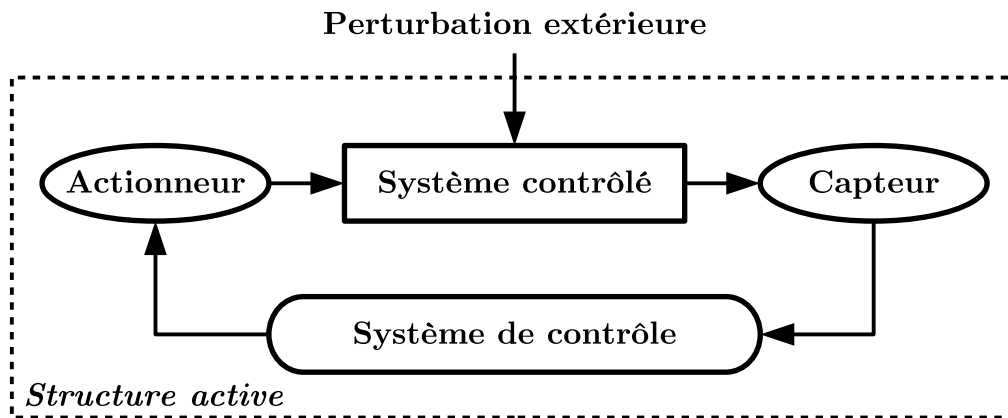 Perturbation extérieure
Actionneur
Système contrôlé
Capteur
Système de contrôle
Structure active